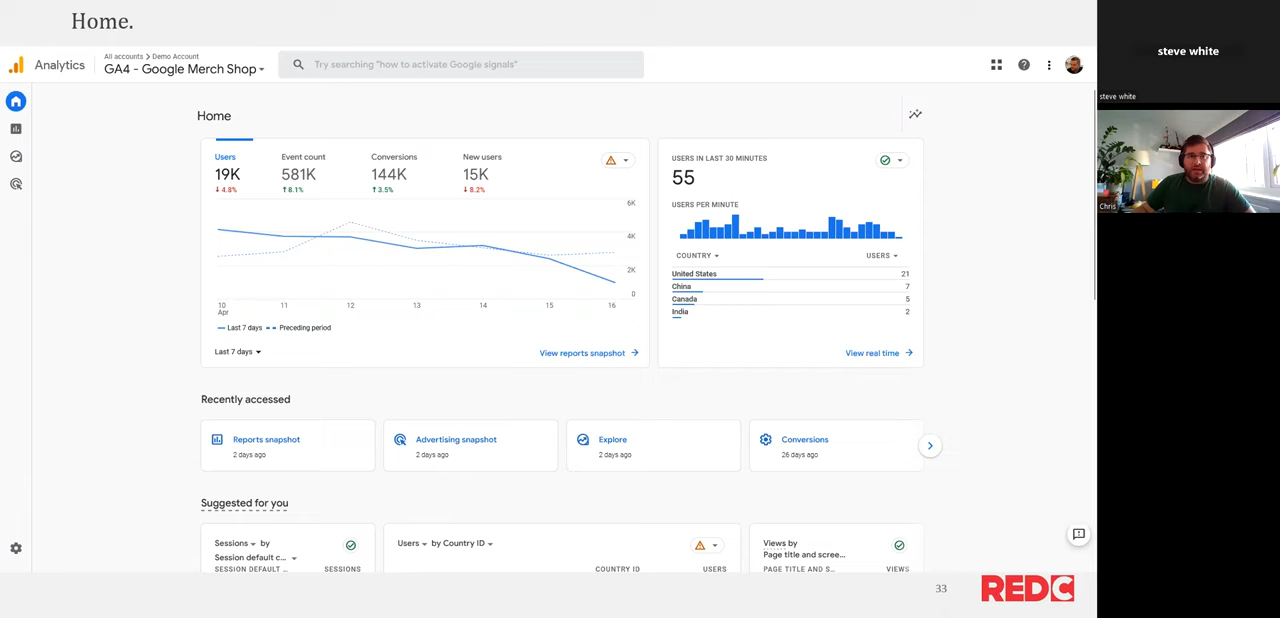 Home.
steve white
steve white
Chris
Analytics
All accounts > Demo Account
GA4 - Google Merch Shop
Try searching "how to activate Google signals"
Home
Users
19K
4.8%
Event count
581K
8.1%
Conversions
144K
3.5%
New users
15K
8.2%
6K
4K
2K
0
10
Apr
11
12
13
14
15
16
Last 7 days
Preceding period
Last 7 days
View reports snapshot
USERS IN LAST 30 MINUTES
55
USERS PER MINUTE
COUNTRY
USERS
United States 21
China 7
Canada 5
India 2
View real time
Recently accessed
Reports snapshot
2 days ago
Advertising snapshot
2 days ago
Explore
2 days ago
Conversions
26 days ago
Suggested for you
Sessions by
Session default c...
SESSION DEFAULT ... SESSIONS
Users by Country ID
COUNTRY ID USERS
Views by
Page title and scree...
PAGE TITLE AND S... VIEWS
33
REDC